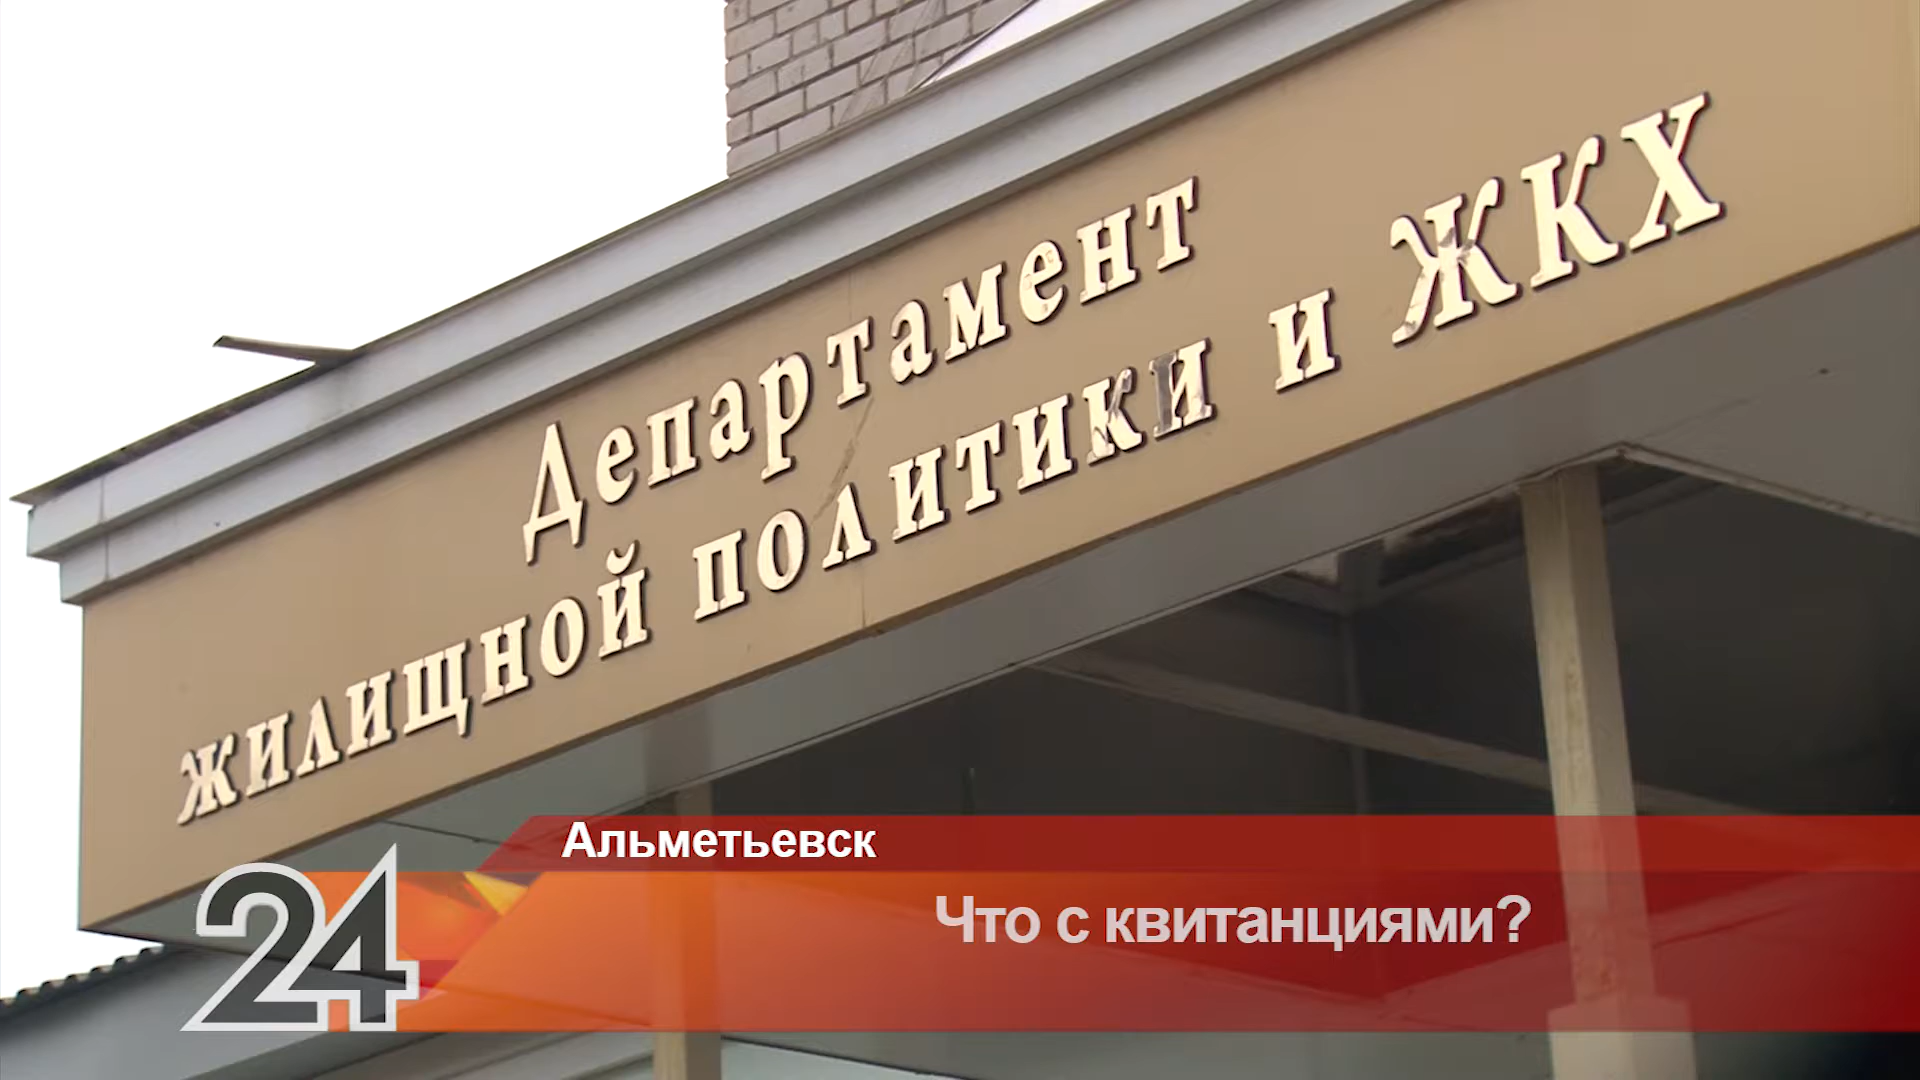 Департамент
жилищной политики и ЖКХ
Альметьевск
Что с квитанциями?
24